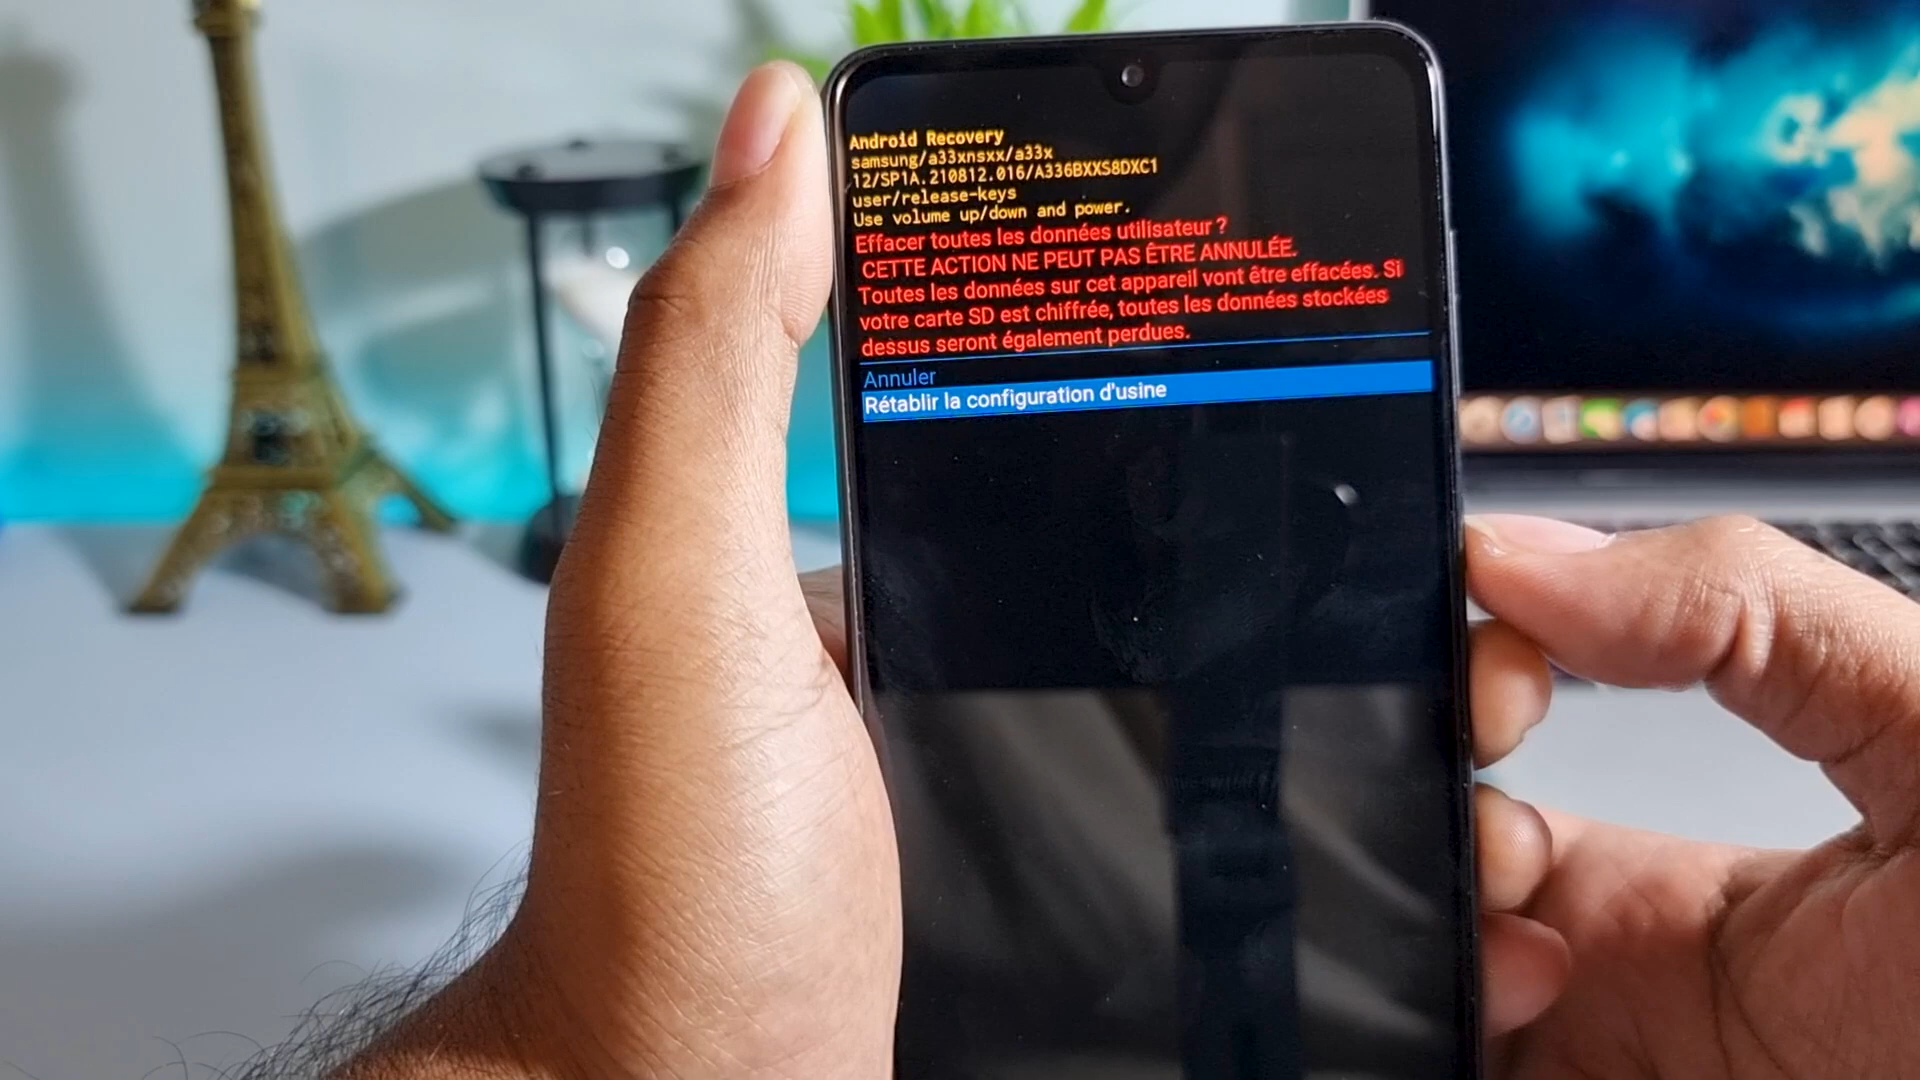 Android Recovery
samsung/a33xnsxx/a33x
12/SP1A.210812.016/A336BXXS8DXC1
user/release-keys
Use volume up/down and power.
Effacer toutes les données utilisateur ?
CETTE ACTION NE PEUT PAS ÊTRE ANNULÉE.
Toutes les données sur cet appareil vont être effacées. Si
votre carte SD est chiffrée, toutes les données stockées
dessus seront également perdues.
Annuler
Rétablir la configuration d'usine